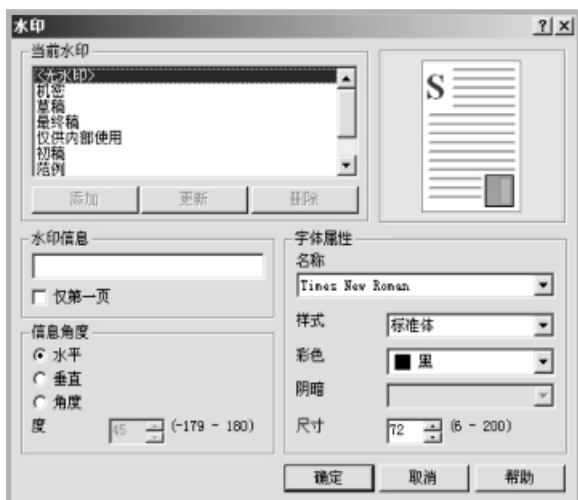 水印
当前水印
<无水印>
机密
草稿
最终稿
仅供内部使用
初稿
范例
添加
更新
删除
S
水印信息
仅第一页
信息角度
水平
垂直
角度
度
45
(-179 - 180)
字体属性
名称
Times New Roman
样式
标准体
彩色
黑
阴暗
尺寸
72
(6 - 200)
确定
取消
帮助